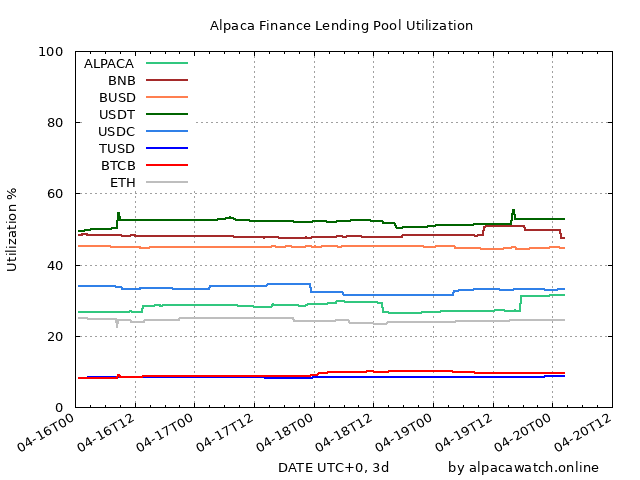 Alpaca Finance Lending Pool Utilization
100
80
60
40
20
0
Utilization %
ALPACA
BNB
BUSD
USDT
USDC
TUSD
BTCB
ETH
04-16T00
04-16T12
04-17T00
04-17T12
04-18T00
04-18T12
04-19T00
04-19T12
04-20T00
04-20T12
DATE UTC+0, 3d
by alpacawatch.online